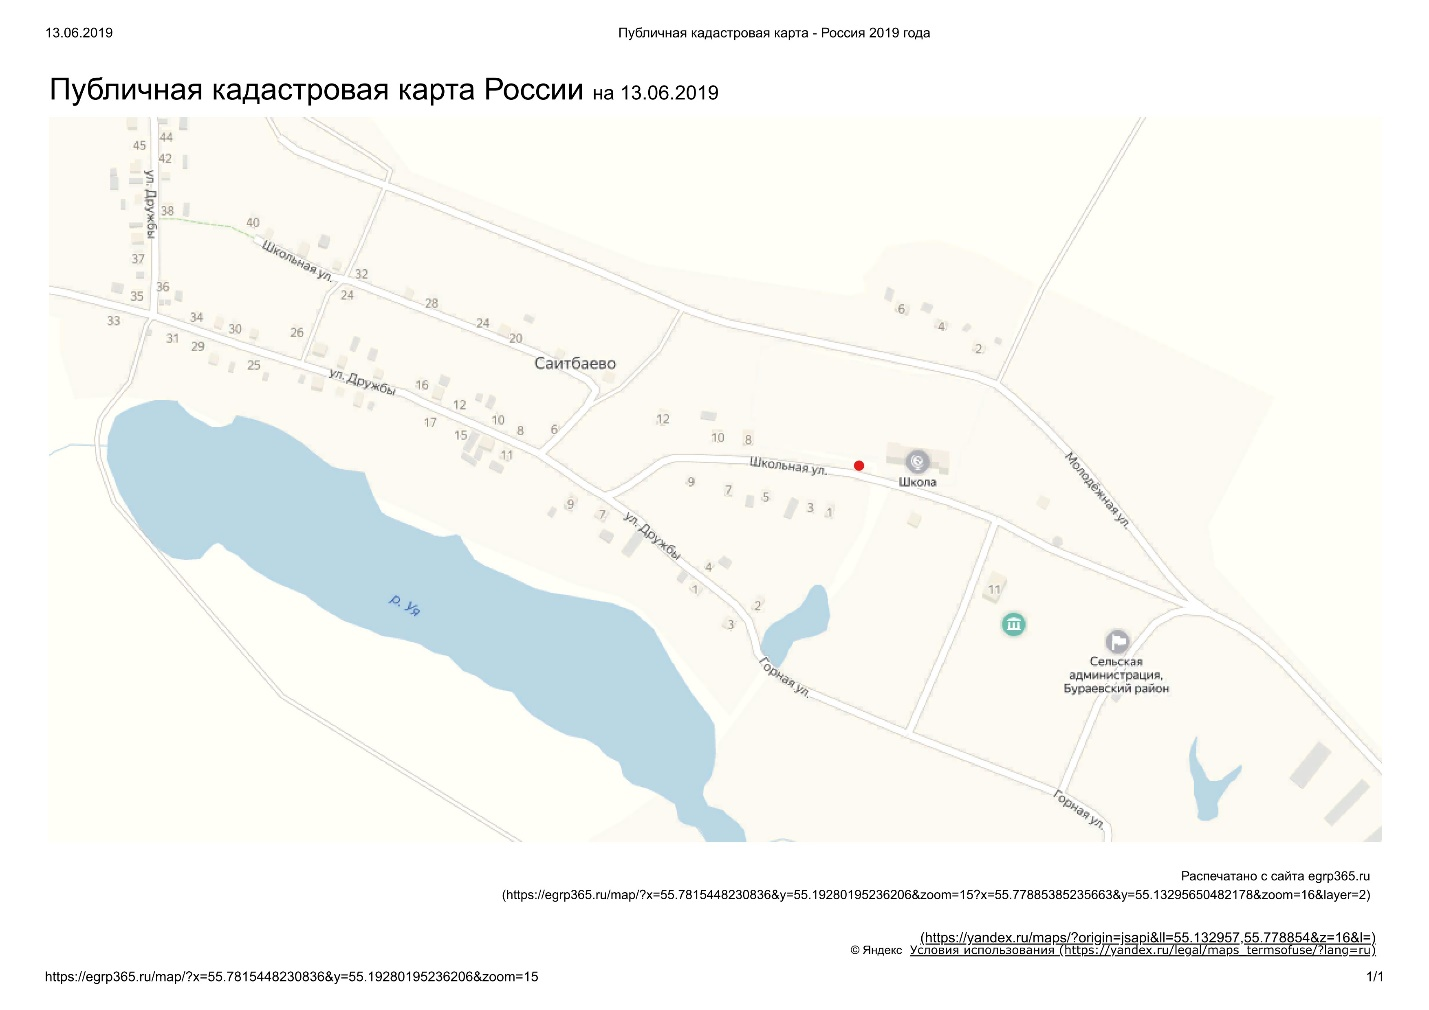 13.06.2019
Публичная кадастровая карта - Россия 2019 года
Публичная кадастровая карта России на 13.06.2019
45
44
42
ул. Дружбы
38
40
Школьная ул.
37
32
36
35
24
28
33
34
30
26
24
20
31
29
25
Саитбаево
6
4
2
ул. Дружбы
16
12
17
10
8
6
15
11
12
10
8
Школьная ул.
Школа
Молодёжная ул.
9
7
5
3
1
9
7
ул. Дружбы
4
1
2
3
р. Уя
11
Сельская
администрация,
Бураевский район
Горная ул.
Горная ул.
Распечатано с сайта egrp365.ru
(https://egrp365.ru/map/?x=55.7815448230836&y=55.19280195236206&zoom=15?x=55.77885385235663&y=55.13295650482178&zoom=16&layer=2)
(https://yandex.ru/maps/?origin=jsapi&ll=55.132957,55.778854&z=16&l=)
© Яндекс Условия использования (https://yandex.ru/legal/maps_termsofuse/?lang=ru)
https://egrp365.ru/map/?x=55.7815448230836&y=55.19280195236206&zoom=15
1/1